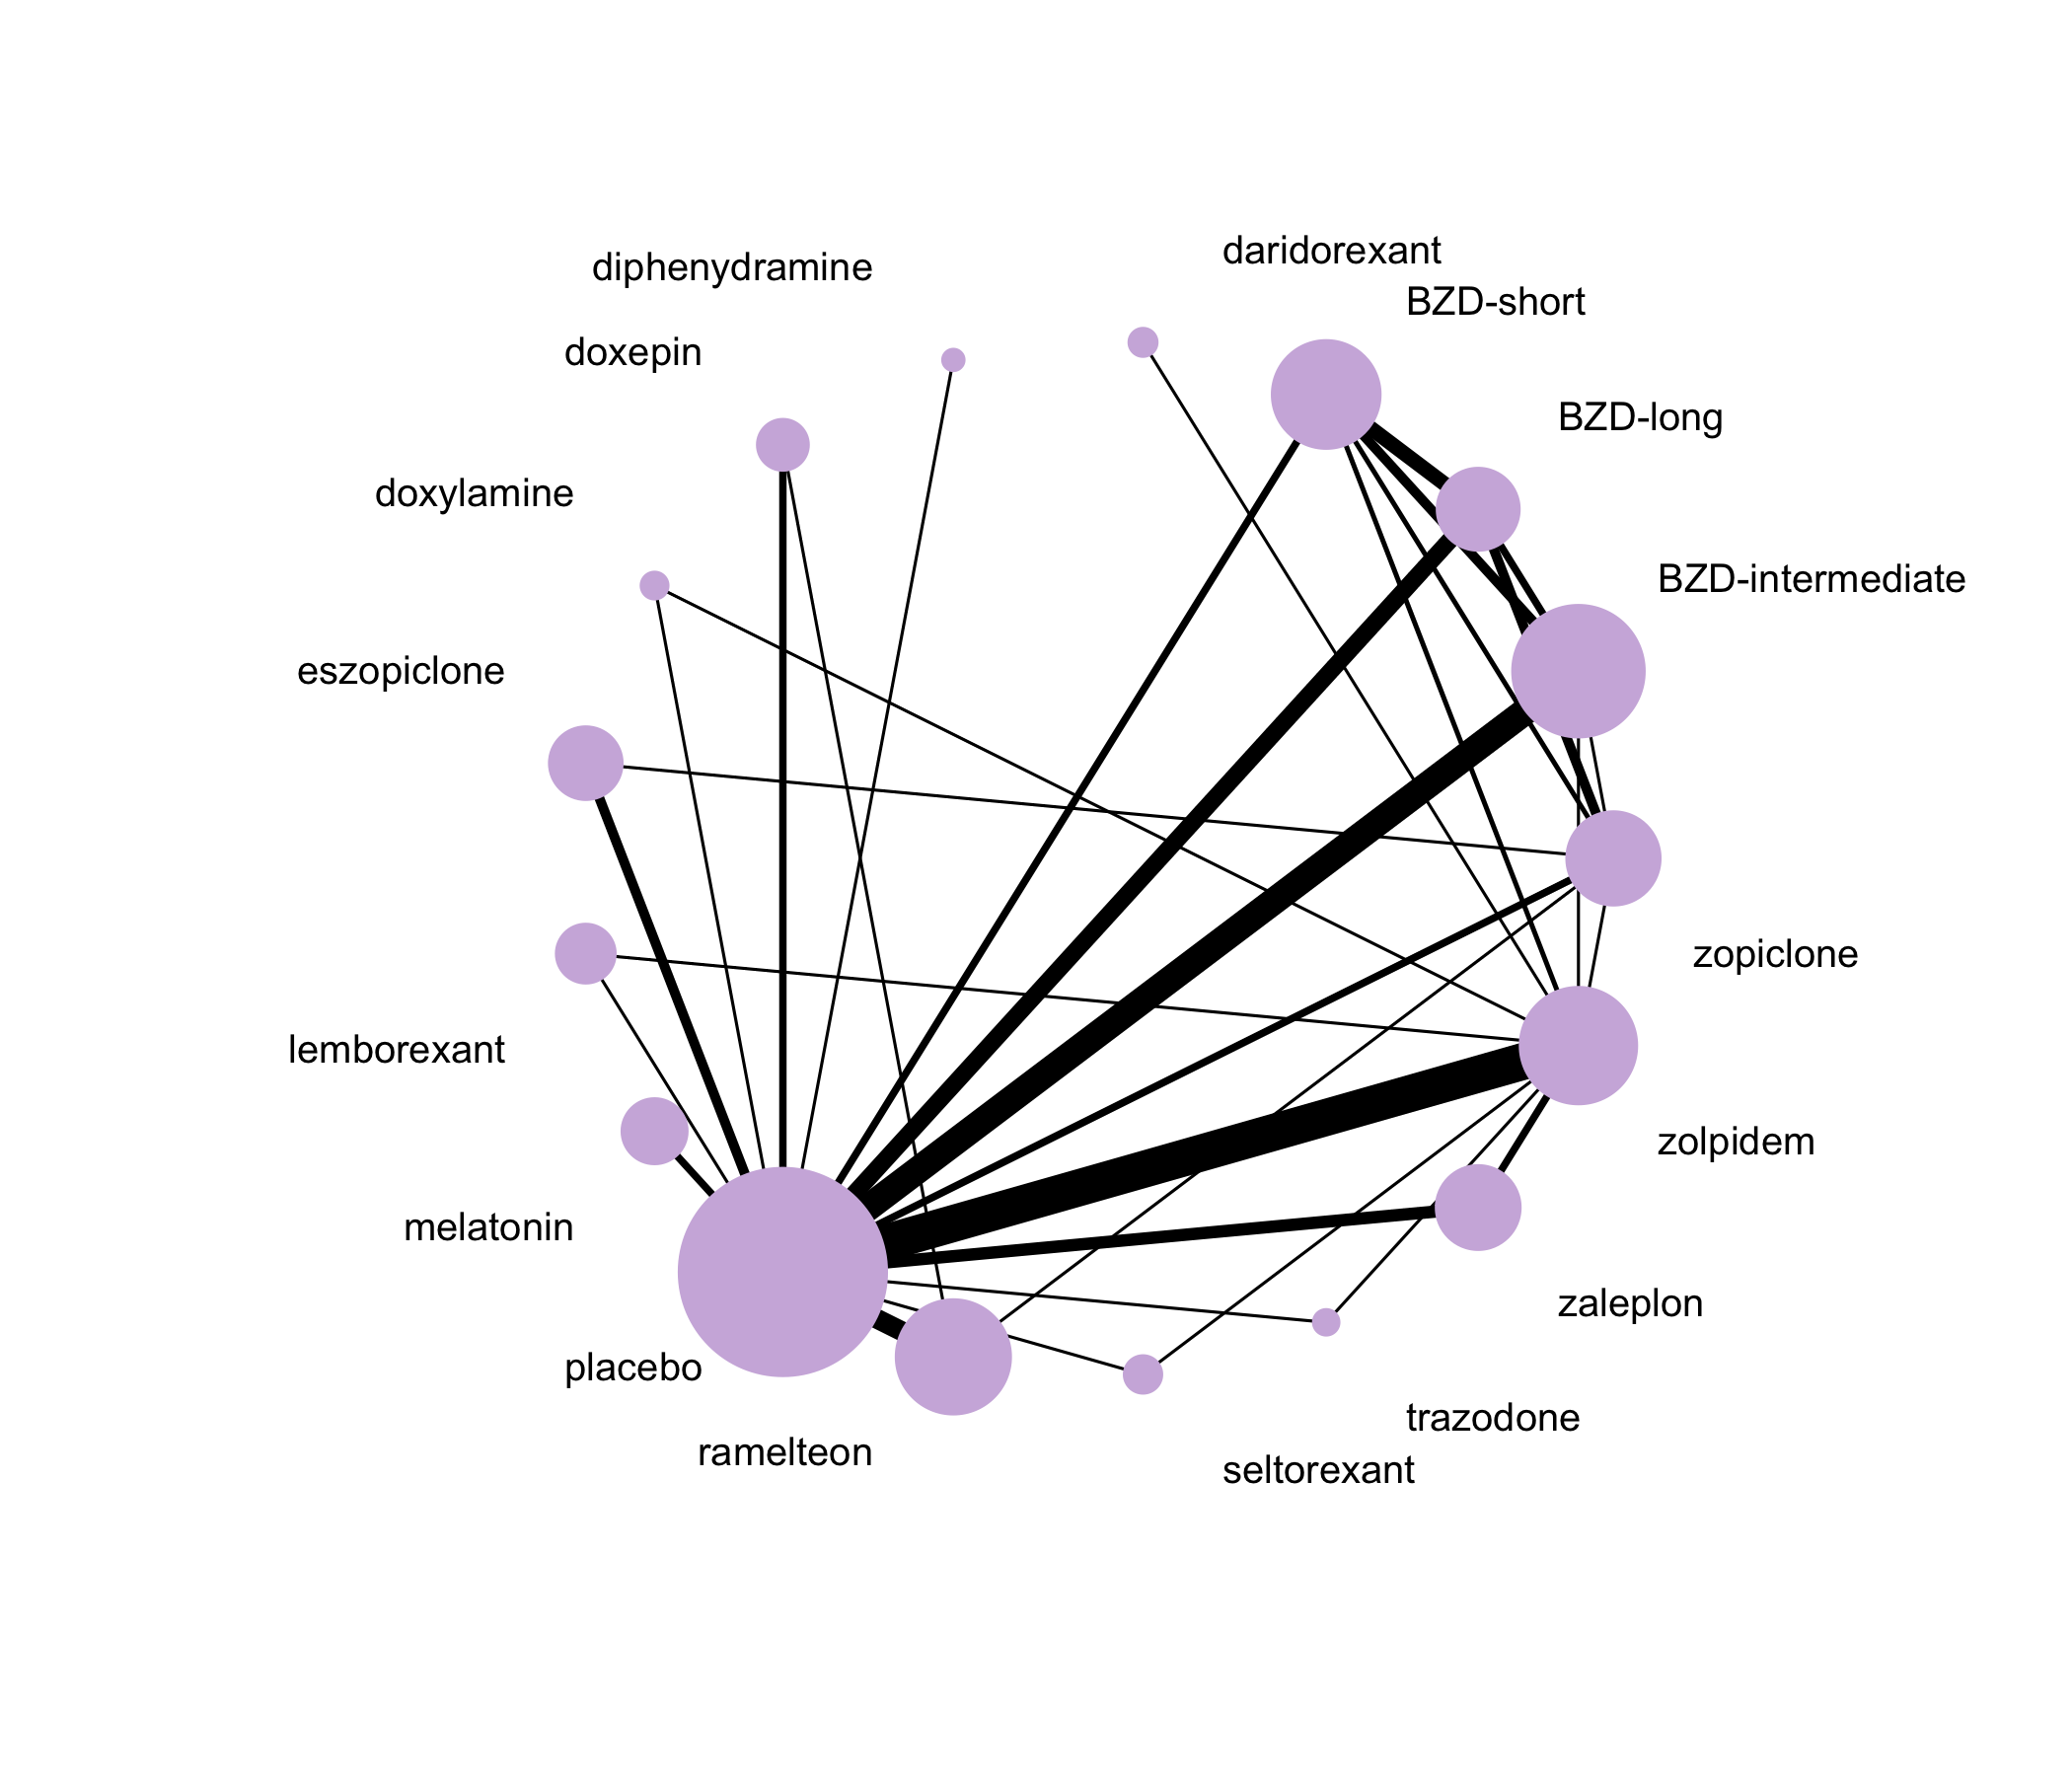 daridorexant
diphenydramine
BZD-short
doxepin
BZD-long
doxylamine
BZD-intermediate
eszopiclone
zopiclone
lemborexant
zolpidem
melatonin
zaleplon
placebo
trazodone
ramelteon
seltorexant